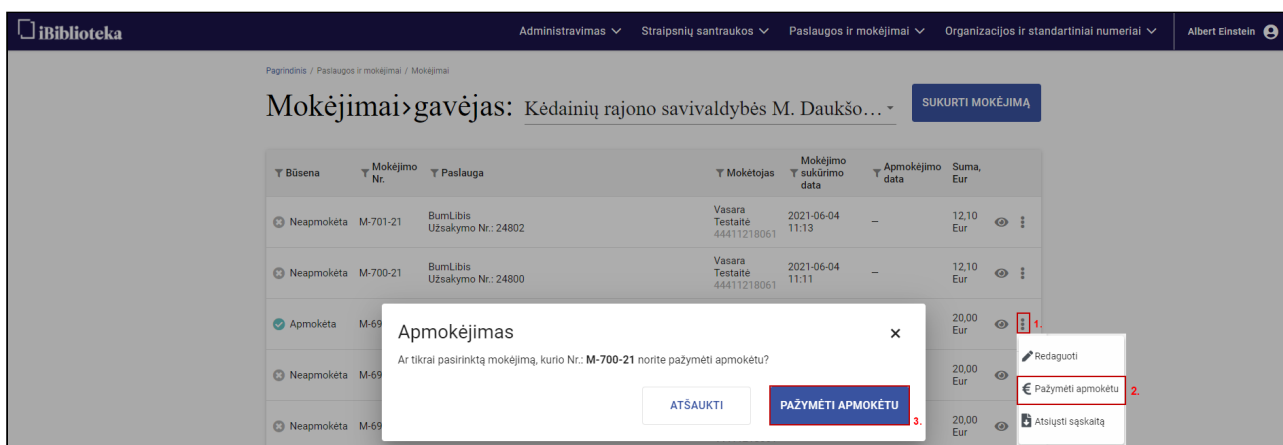 iBiblioteka
Administravimas Straipsnių santraukos Paslaugos ir mokėjimai Organizacijos ir standartiniai numeriai Albert Einstein
Pagrindinis / Paslaugos ir mokėjimai / Mokėjimai
Mokėjimai›gavėjas: Kėdainių rajono savivaldybės M. Daukšo…
SUKURTI MOKĖJIMĄ
Būsena Mokėjimo Nr. Paslauga Mokėtojas Mokėjimo sukūrimo data Apmokėjimo data Suma, Eur
Neapmokėta M-701-21 BumLibis Užsakymo Nr.: 24802 Vasara Testaitė 44411218061 2021-06-04 11:13 – 12,10 Eur
Neapmokėta M-700-21 BumLibis Užsakymo Nr.: 24800 Vasara Testaitė 44411218061 2021-06-04 11:11 – 12,10 Eur
Apmokėta M-69 20,00 Eur 1.
Neapmokėta M-69 20,00 Eur
Neapmokėta M-69 20,00 Eur
Apmokėjimas
Ar tikrai pasirinktą mokėjimą, kurio Nr.: M-700-21 norite pažymėti apmokėtu?
ATŠAUKTI PAŽYMĖTI APMOKĖTU 3.
Redaguoti
€ Pažymėti apmokėtu 2.
Atsiųsti sąskaitą